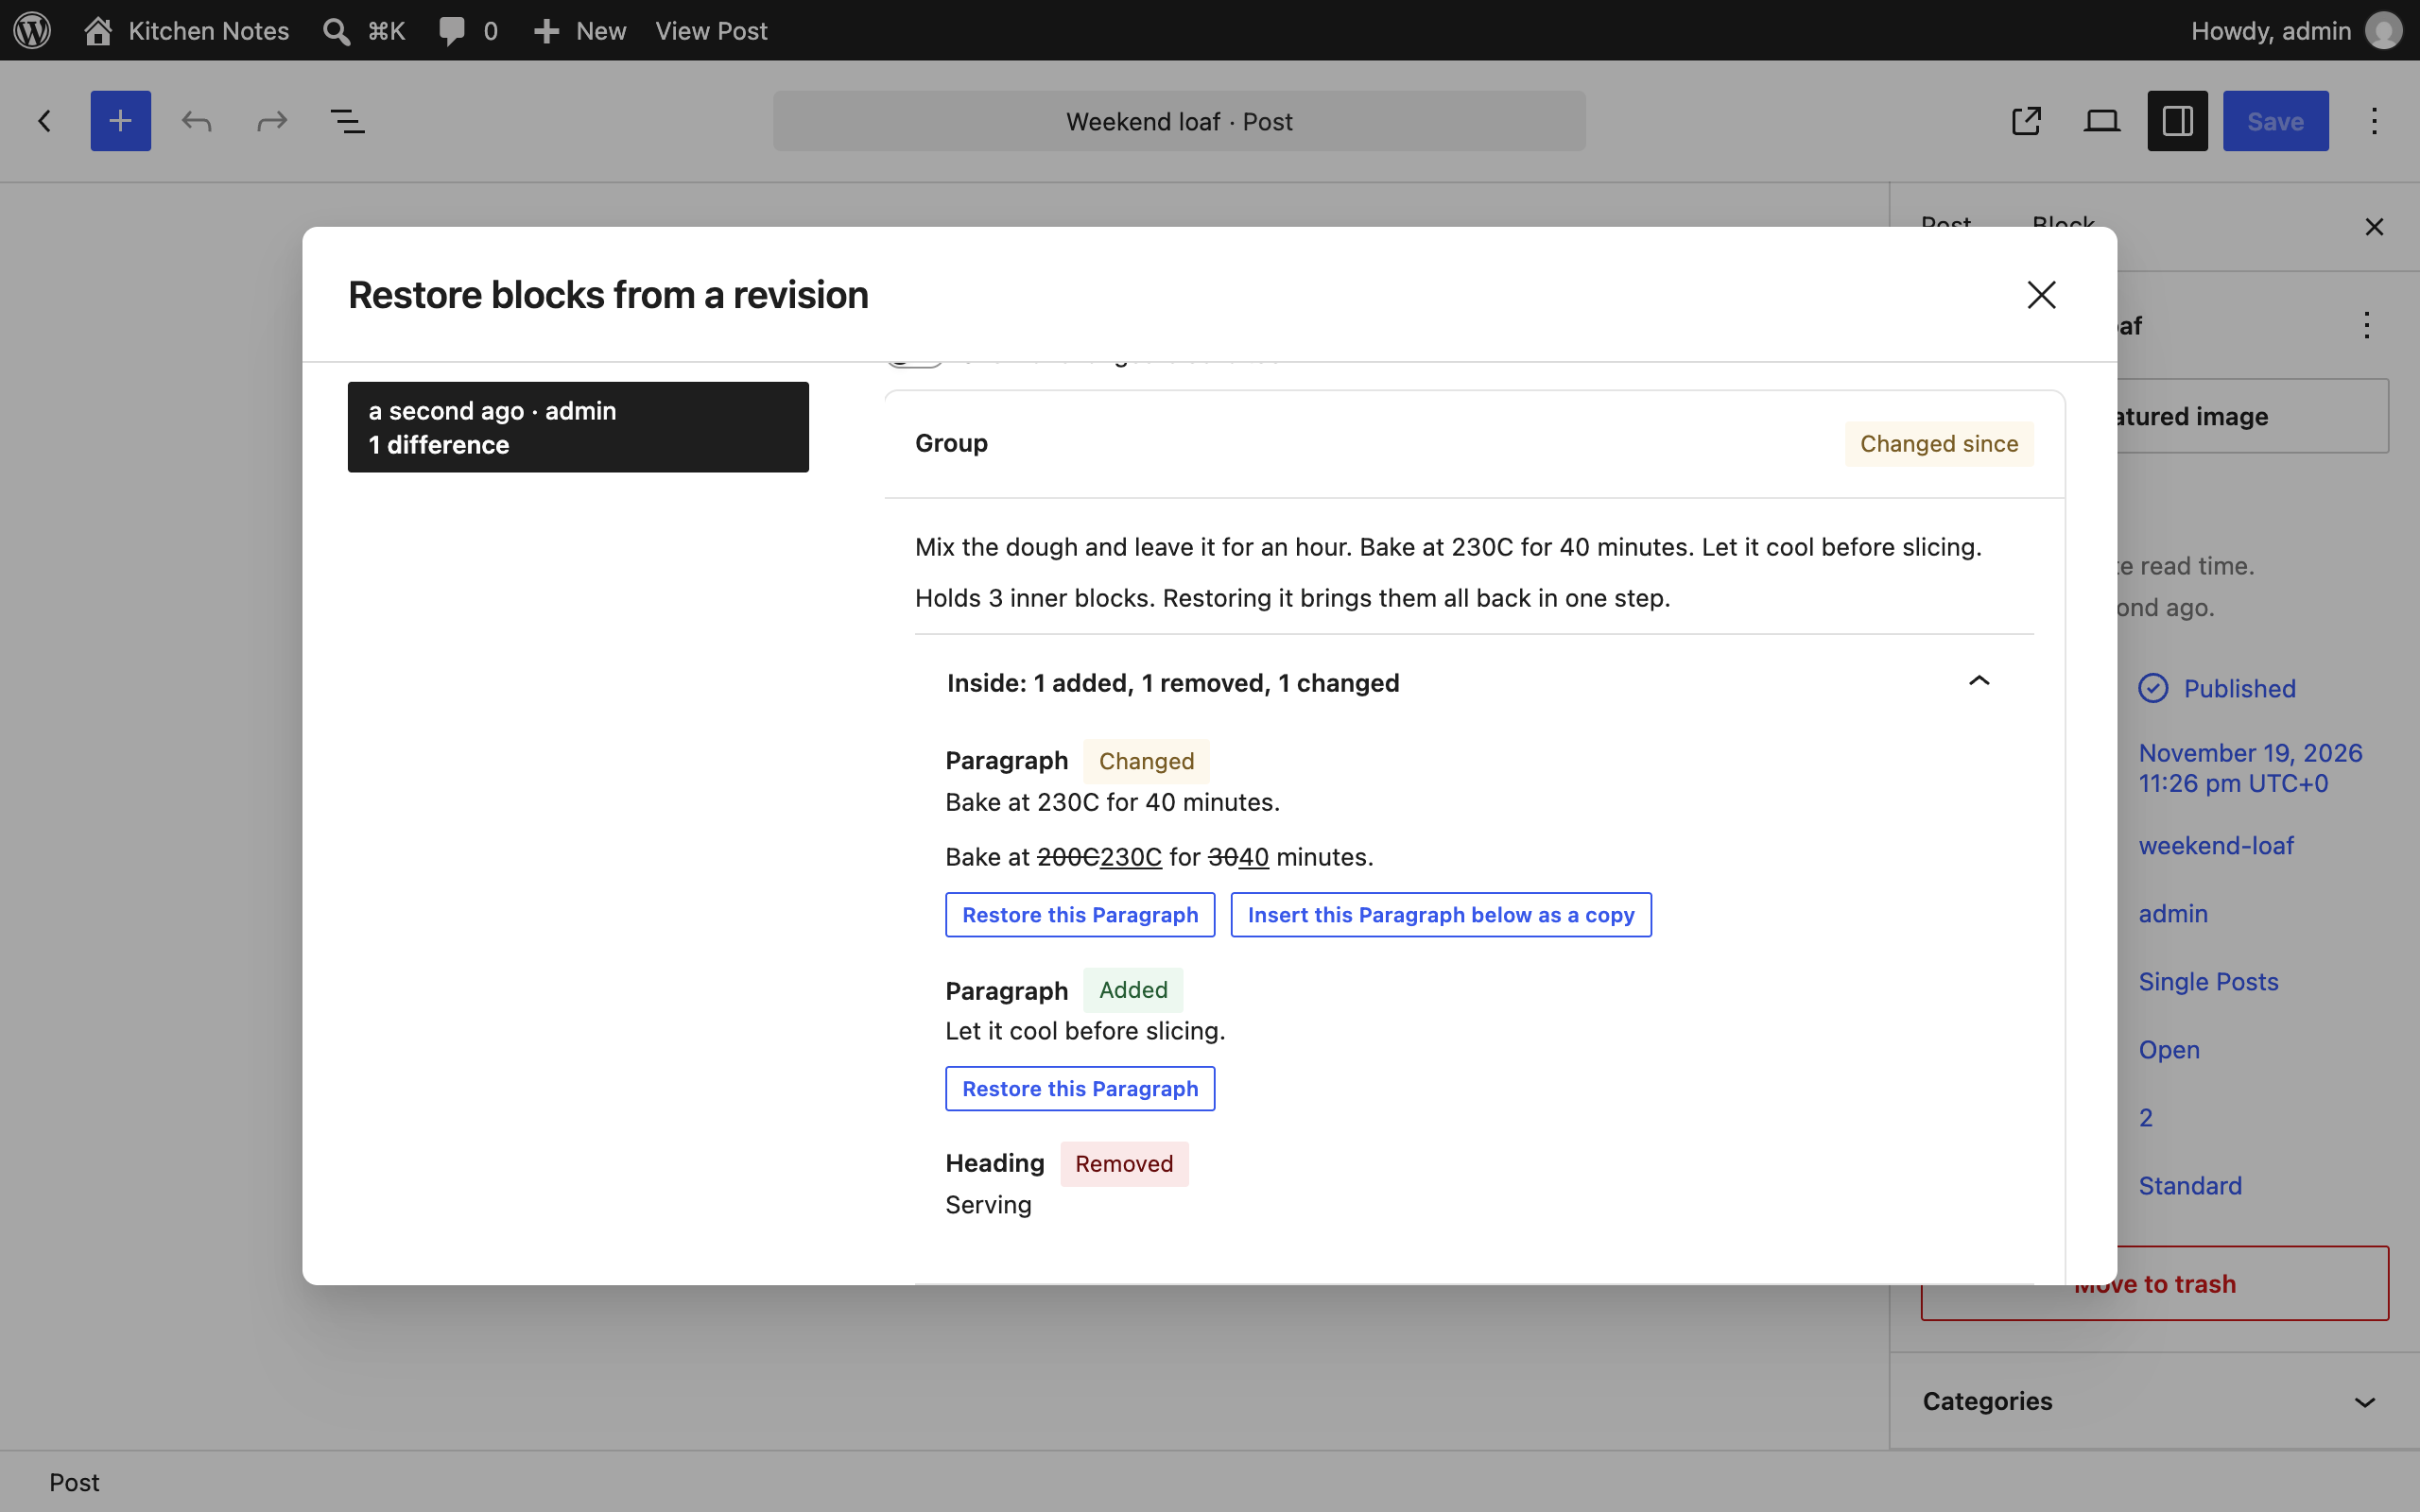 Kitchen Notes
⌘K
0
New
View Post
Howdy, admin
Weekend loaf · Post
Save
Post
Block
Restore blocks from a revision
a second ago · admin
1 difference
Group
Changed since
Mix the dough and leave it for an hour. Bake at 230C for 40 minutes. Let it cool before slicing.
Holds 3 inner blocks. Restoring it brings them all back in one step.
Inside: 1 added, 1 removed, 1 changed
Paragraph
Changed
Bake at 230C for 40 minutes.
Bake at 200C230C for 3040 minutes.
Restore this Paragraph
Insert this Paragraph below as a copy
Paragraph
Added
Let it cool before slicing.
Restore this Paragraph
Heading
Removed
Serving
image
read time.
ago.
Published
November 19, 2026
11:26 pm UTC+0
weekend-loaf
admin
Single Posts
Open
2
Standard
Move to trash
Categories
Post